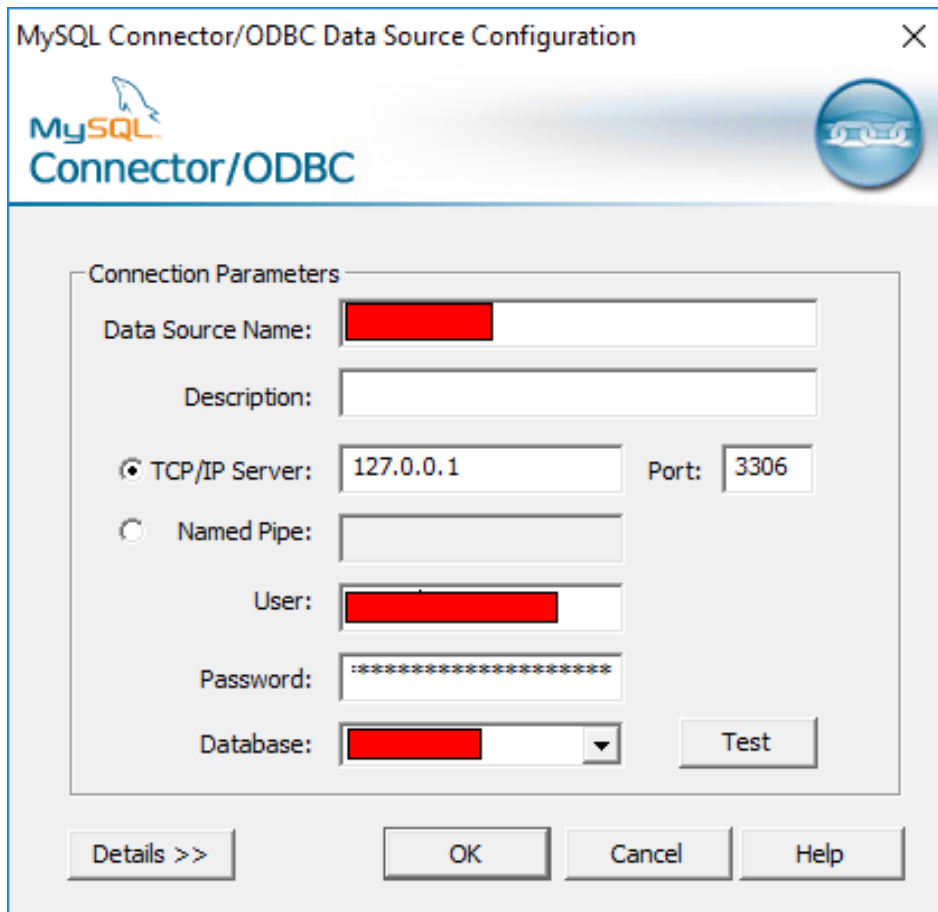 MySQL Connector/ODBC Data Source Configuration
MySQL
Connector/ODBC
Connection Parameters
Data Source Name:
Description:
TCP/IP Server: 127.0.0.1 Port: 3306
Named Pipe:
User:
Password: ********************
Database: Test
Details >> OK Cancel Help